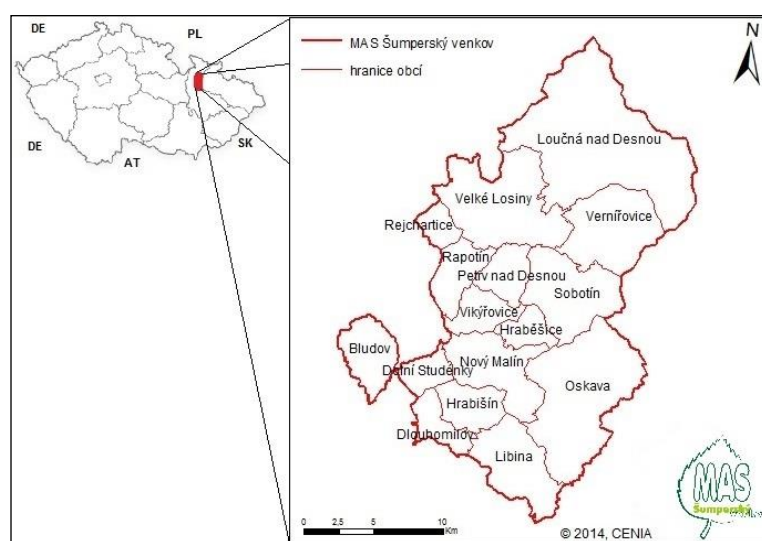 DE
PL
DE
AT
SK
MAS Šumperský venkov
hranice obcí
N
Loučná nad Desnou
Velké Losiny
Vernířovice
Rejchartice
Rapotín
Petrv nad Desnou
Sobotín
Vikýřovice
Hraběšice
Bludov
Nový Malín
Dolní Studénky
Oskava
Hrabišín
Dlouhomilov
Libina
0 2,5 5 10
Km
© 2014, CENIA
MAS
Šumperský